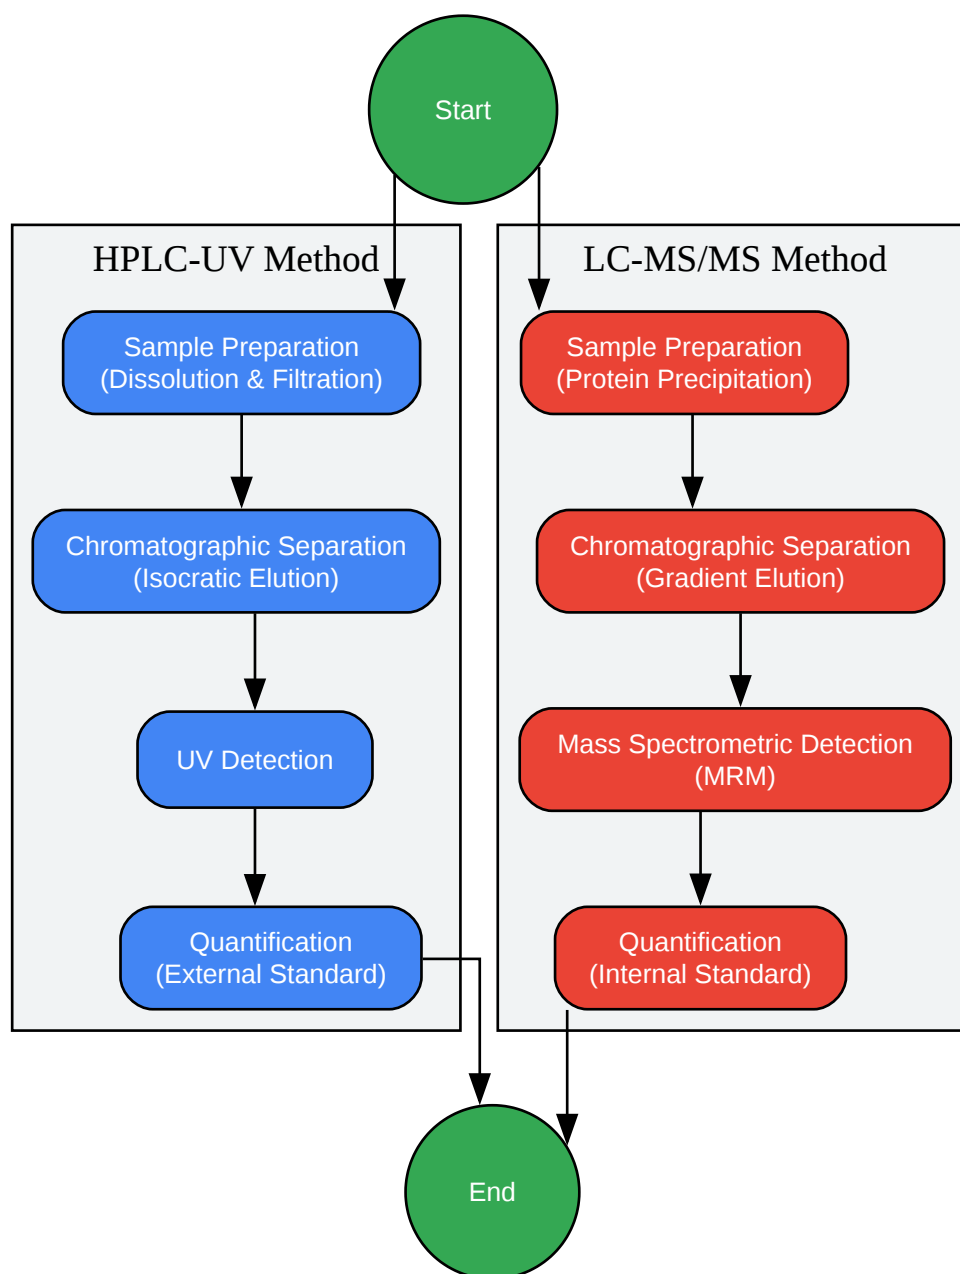 Start
HPLC-UV Method
Sample Preparation
(Dissolution & Filtration)
Chromatographic Separation
(Isocratic Elution)
UV Detection
Quantification
(External Standard)
LC-MS/MS Method
Sample Preparation
(Protein Precipitation)
Chromatographic Separation
(Gradient Elution)
Mass Spectrometric Detection
(MRM)
Quantification
(Internal Standard)
End